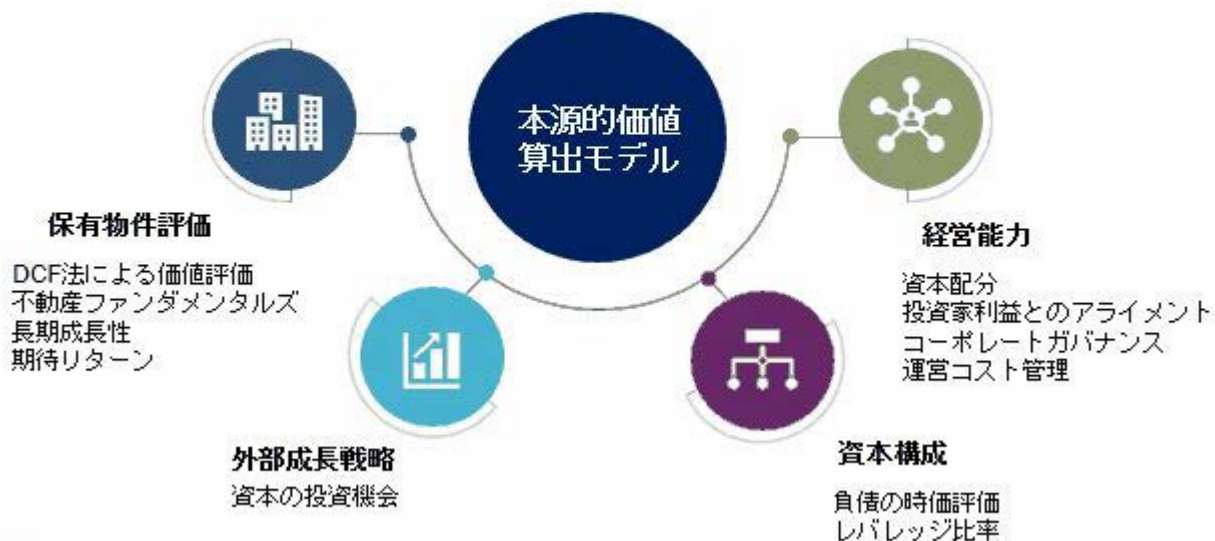 本源的価値
算出モデル
保有物件評価
DCF法による価値評価
不動産ファンダメンタルズ
長期成長性
期待リターン
外部成長戦略
資本の投資機会
資本構成
負債の時価評価
レバレッジ比率
経営能力
資本配分
投資家利益とのアライメント
コーポレートガバナンス
運営コスト管理